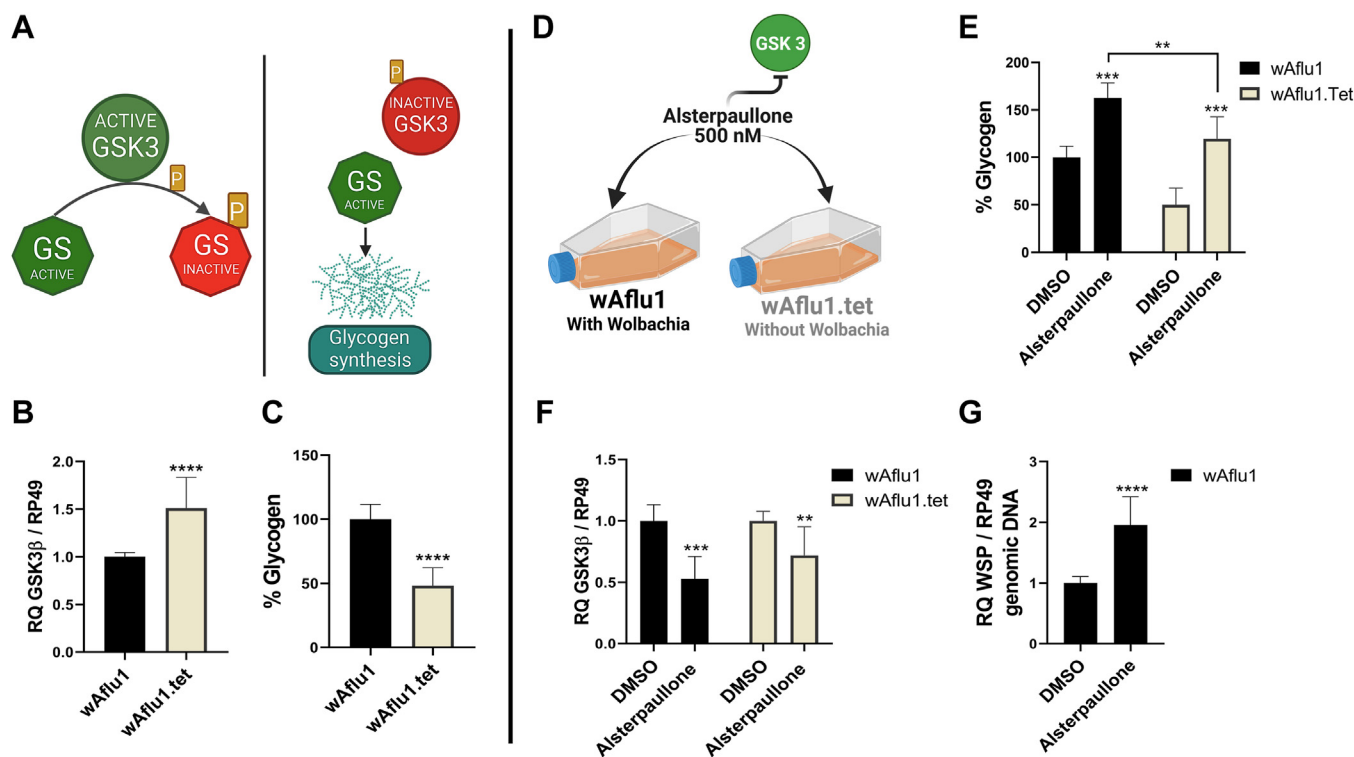 A
ACTIVE
GSK3
P
P
GS
ACTIVE
GS
INACTIVE
P
INACTIVE
GSK3
GS
ACTIVE
Glycogen
synthesis
D
GSK 3
Alsterpaullone
500 nM
wAflu1
With Wolbachia
wAflu1.tet
Without Wolbachia
E
% Glycogen
200
150
100
50
0
***
**
***
DMSO
Alsterpaullone
DMSO
Alsterpaullone
wAflu1
wAflu1.Tet
B
RQ GSK3β / RP49
2.0
1.5
1.0
0.5
0.0
****
wAflu1
wAflu1.tet
C
% Glycogen
150
100
50
0
****
wAflu1
wAflu1.tet
F
RQ GSK3β / RP49
1.5
1.0
0.5
0.0
***
**
DMSO
Alsterpaullone
DMSO
Alsterpaullone
wAflu1
wAflu1.tet
G
RQ WSP / RP49
genomic DNA
3
2
1
0
****
DMSO
Alsterpaullone
wAflu1